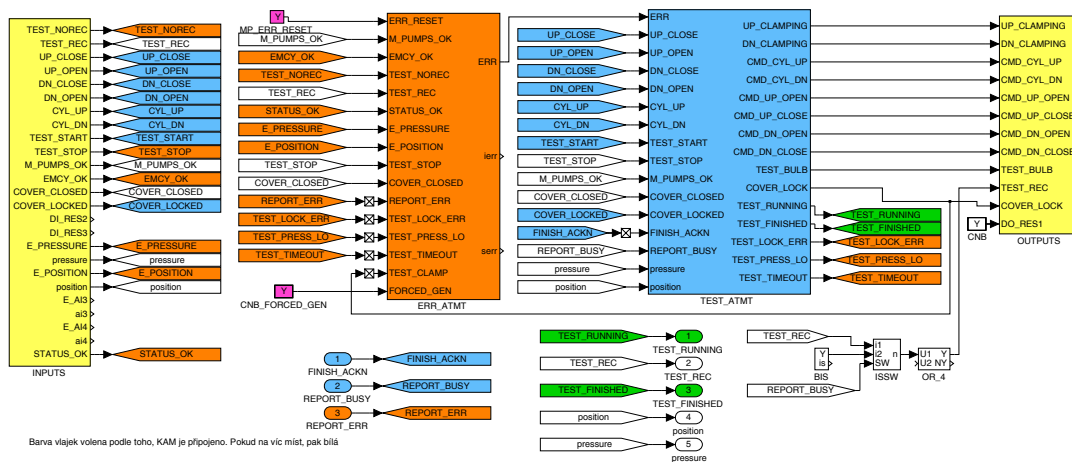 Y
MP_ERR_RESET
TEST_NOREC TEST_NOREC
TEST_REC TEST_REC
UP_CLOSE UP_CLOSE
UP_OPEN UP_OPEN
DN_CLOSE DN_CLOSE
DN_OPEN DN_OPEN
CYL_UP CYL_UP
CYL_DN CYL_DN
TEST_START TEST_START
TEST_STOP TEST_STOP
M_PUMPS_OK M_PUMPS_OK
EMCY_OK EMCY_OK
COVER_CLOSED COVER_CLOSED
COVER_LOCKED COVER_LOCKED
DI_RES2
DI_RES3
E_PRESSURE E_PRESSURE
pressure pressure
E_POSITION E_POSITION
position position
E_AI3
ai3
E_AI4
ai4
STATUS_OK STATUS_OK
INPUTS
ERR_RESET
M_PUMPS_OK M_PUMPS_OK
EMCY_OK EMCY_OK
ERR
TEST_NOREC TEST_NOREC
TEST_REC TEST_REC
STATUS_OK STATUS_OK
E_PRESSURE E_PRESSURE
E_POSITION E_POSITION
ierr
TEST_STOP TEST_STOP
COVER_CLOSED COVER_CLOSED
REPORT_ERR REPORT_ERR
TEST_LOCK_ERR TEST_LOCK_ERR
TEST_PRESS_LO TEST_PRESS_LO
serr
TEST_TIMEOUT TEST_TIMEOUT
TEST_CLAMP
Y FORCED_GEN
CNB_FORCED_GEN
ERR_ATMT
ERR
UP_CLOSE UP_CLOSE
UP_OPEN UP_OPEN
DN_CLOSE DN_CLOSE
DN_OPEN DN_OPEN
CYL_UP CYL_UP
CYL_DN CYL_DN
TEST_START TEST_START
TEST_STOP TEST_STOP
M_PUMPS_OK M_PUMPS_OK
COVER_CLOSED COVER_CLOSED
COVER_LOCKED COVER_LOCKED
FINISH_ACKN FINISH_ACKN
REPORT_BUSY REPORT_BUSY
pressure pressure
position position
TEST_ATMT
UP_CLAMPING UP_CLAMPING
DN_CLAMPING DN_CLAMPING
CMD_CYL_UP CMD_CYL_UP
CMD_CYL_DN CMD_CYL_DN
CMD_UP_OPEN CMD_UP_OPEN
CMD_UP_CLOSE CMD_UP_CLOSE
CMD_DN_OPEN CMD_DN_OPEN
CMD_DN_CLOSE CMD_DN_CLOSE
TEST_BULB TEST_BULB
COVER_LOCK TEST_REC
COVER_LOCK
TEST_RUNNING TEST_RUNNING
TEST_FINISHED TEST_FINISHED
Y DO_RES1
CNB
OUTPUTS
TEST_LOCK_ERR TEST_LOCK_ERR
TEST_PRESS_LO TEST_PRESS_LO
TEST_TIMEOUT TEST_TIMEOUT
1 FINISH_ACKN
FINISH_ACKN
2 REPORT_BUSY
REPORT_BUSY
3 REPORT_ERR
REPORT_ERR
TEST_RUNNING 1
TEST_RUNNING
TEST_REC 2
TEST_REC
TEST_FINISHED 3
TEST_FINISHED
position 4
position
pressure 5
pressure
TEST_REC
Y
is
BIS
REPORT_BUSY
i1
i2 n
SW
ISSW
U1 Y
U2 NY
OR_4
Barva vlajek volena podle toho, KAM je připojeno. Pokud na víc míst, pak bílá